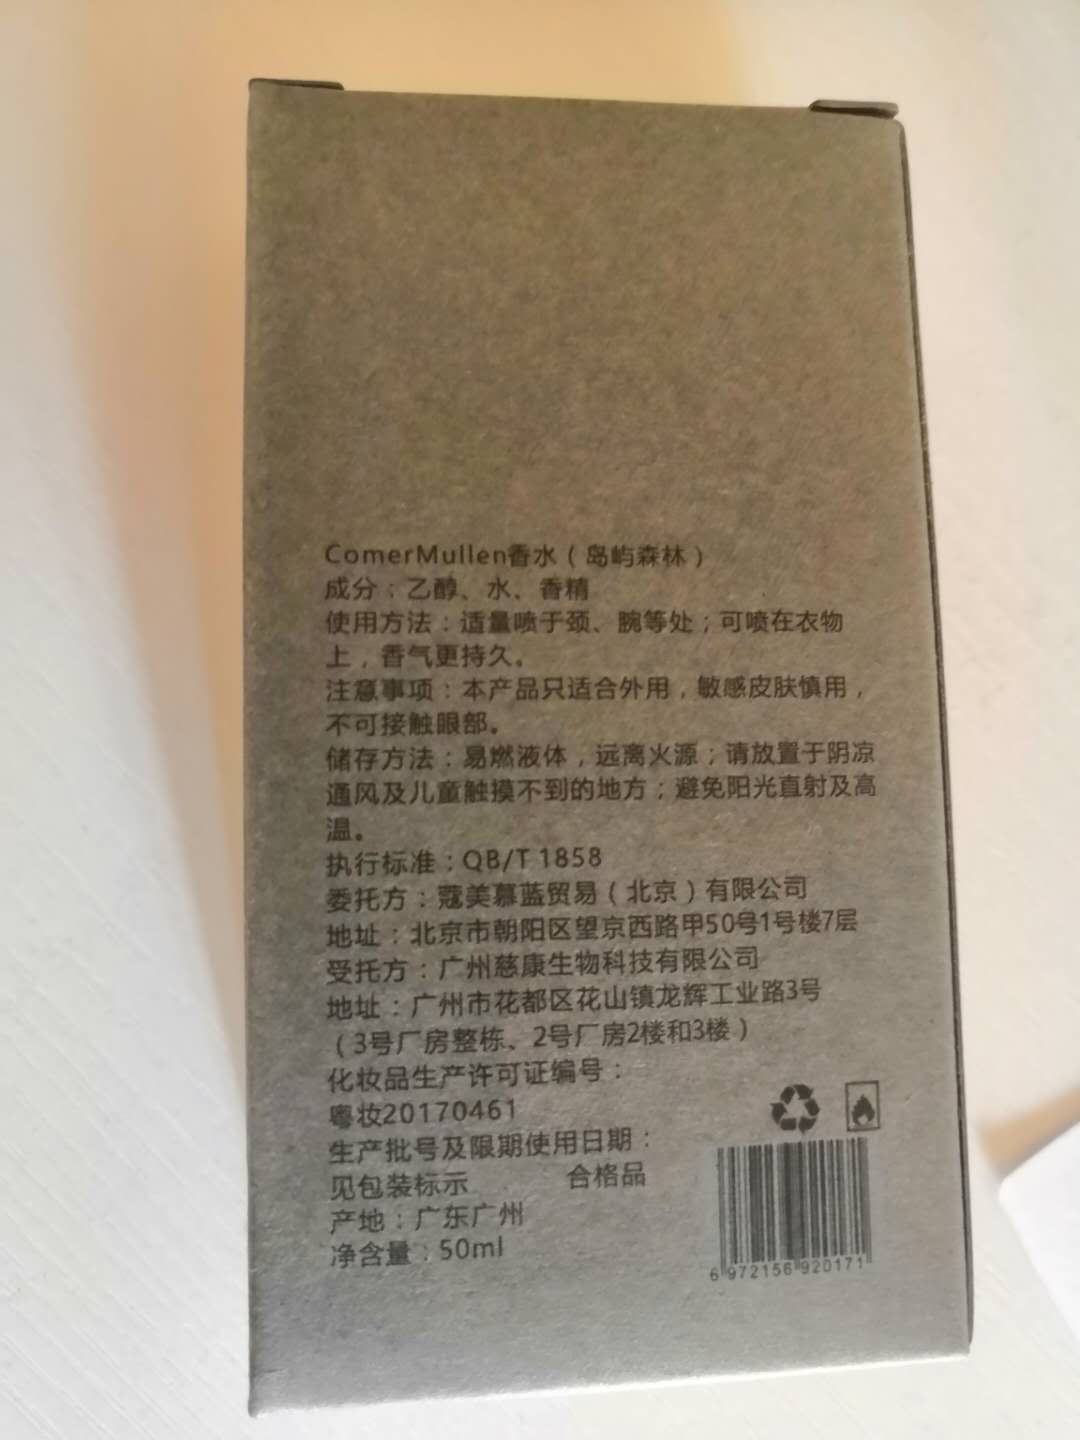 ComerMullen香水（岛屿森林）
成分：乙醇、水、香精
使用方法：适量喷于颈、腕等处；可喷在衣物
上，香气更持久。
注意事项：本产品只适合外用，敏感皮肤慎用，
不可接触眼部。
储存方法：易燃液体，远离火源；请放置于阴凉
通风及儿童触摸不到的地方；避免阳光直射及高
温。
执行标准：QB/T 1858
委托方：蔻美慕蓝贸易（北京）有限公司
地址：北京市朝阳区望京西路甲50号1号楼7层
受托方：广州慈康生物科技有限公司
地址：广州市花都区花山镇龙辉工业路3号
（3号厂房整栋、2号厂房2楼和3楼）
化妆品生产许可证编号：
粤妆20170461
生产批号及限期使用日期：
见包装标示 合格品
产地：广东广州
净含量：50ml
6 972156 920171